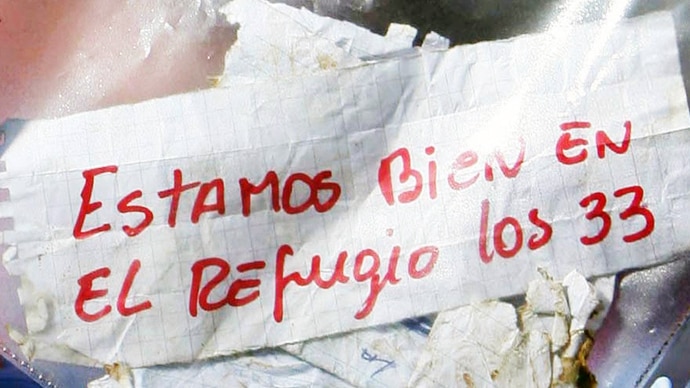 ESTAMOS BiEN EN
EL REfugio los 33